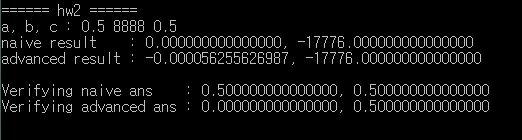 ====== hw2 ======
a, b, c : 0.5 8888 0.5
naive result    : 0.000000000000000, -17776.000000000000000
advanced result : -0.000056255626987, -17776.000000000000000
Verifying naive ans    : 0.500000000000000, 0.500000000000000
Verifying advanced ans : 0.000000000000000, 0.500000000000000